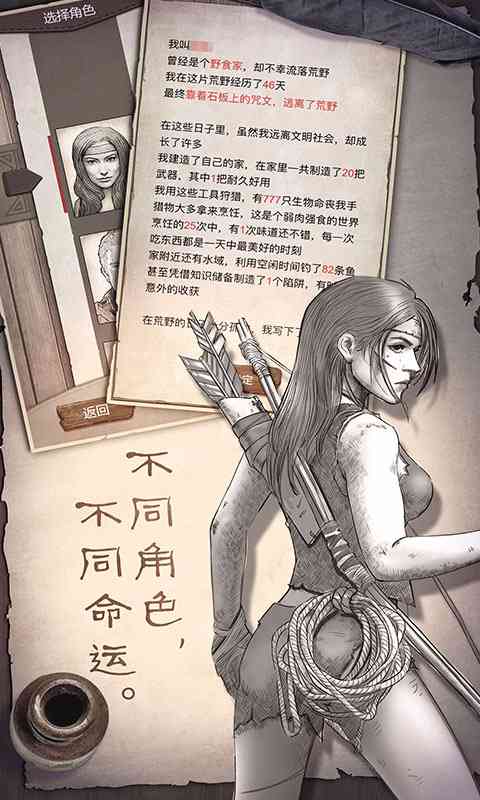 选择角色
我叫
曾经是个野食家，却不幸流落荒野
我在这片荒野经历了46天
最终靠着石板上的咒文，逃离了荒野
在这些日子里，虽然我远离文明社会，却成
长了许多
我建造了自己的家，在家里一共制造了20把
武器，其中1把耐久好用
我用这些工具狩猎，有777只生物命丧我手
猎物大多拿来烹饪，这是个弱肉强食的世界
烹饪的25次中，有1次味道还不错，每一次
吃东西都是一天中最美好的时刻
家附近还有水域，利用空闲时间钓了82条鱼
甚至凭借知识储备制造了1个陷阱，有
意外的收获
在荒野的 分孤 我写下了
定
返回
不同角色，
不同命运。